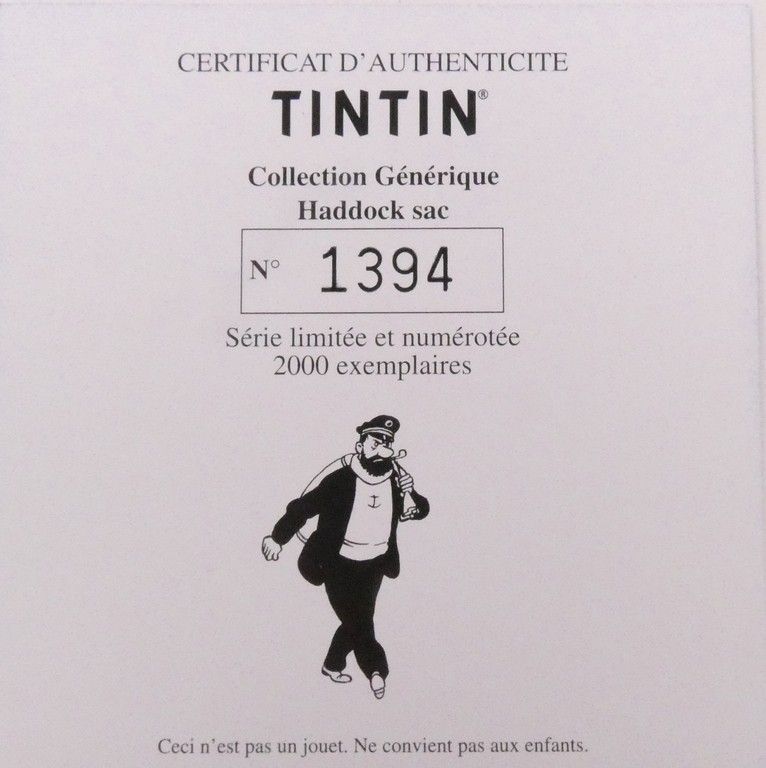 CERTIFICAT D'AUTHENTICITE
TINTIN®
Collection Générique
Haddock sac
N° 1394
Série limitée et numérotée
2000 exemplaires
Ceci n'est pas un jouet. Ne convient pas aux enfants.